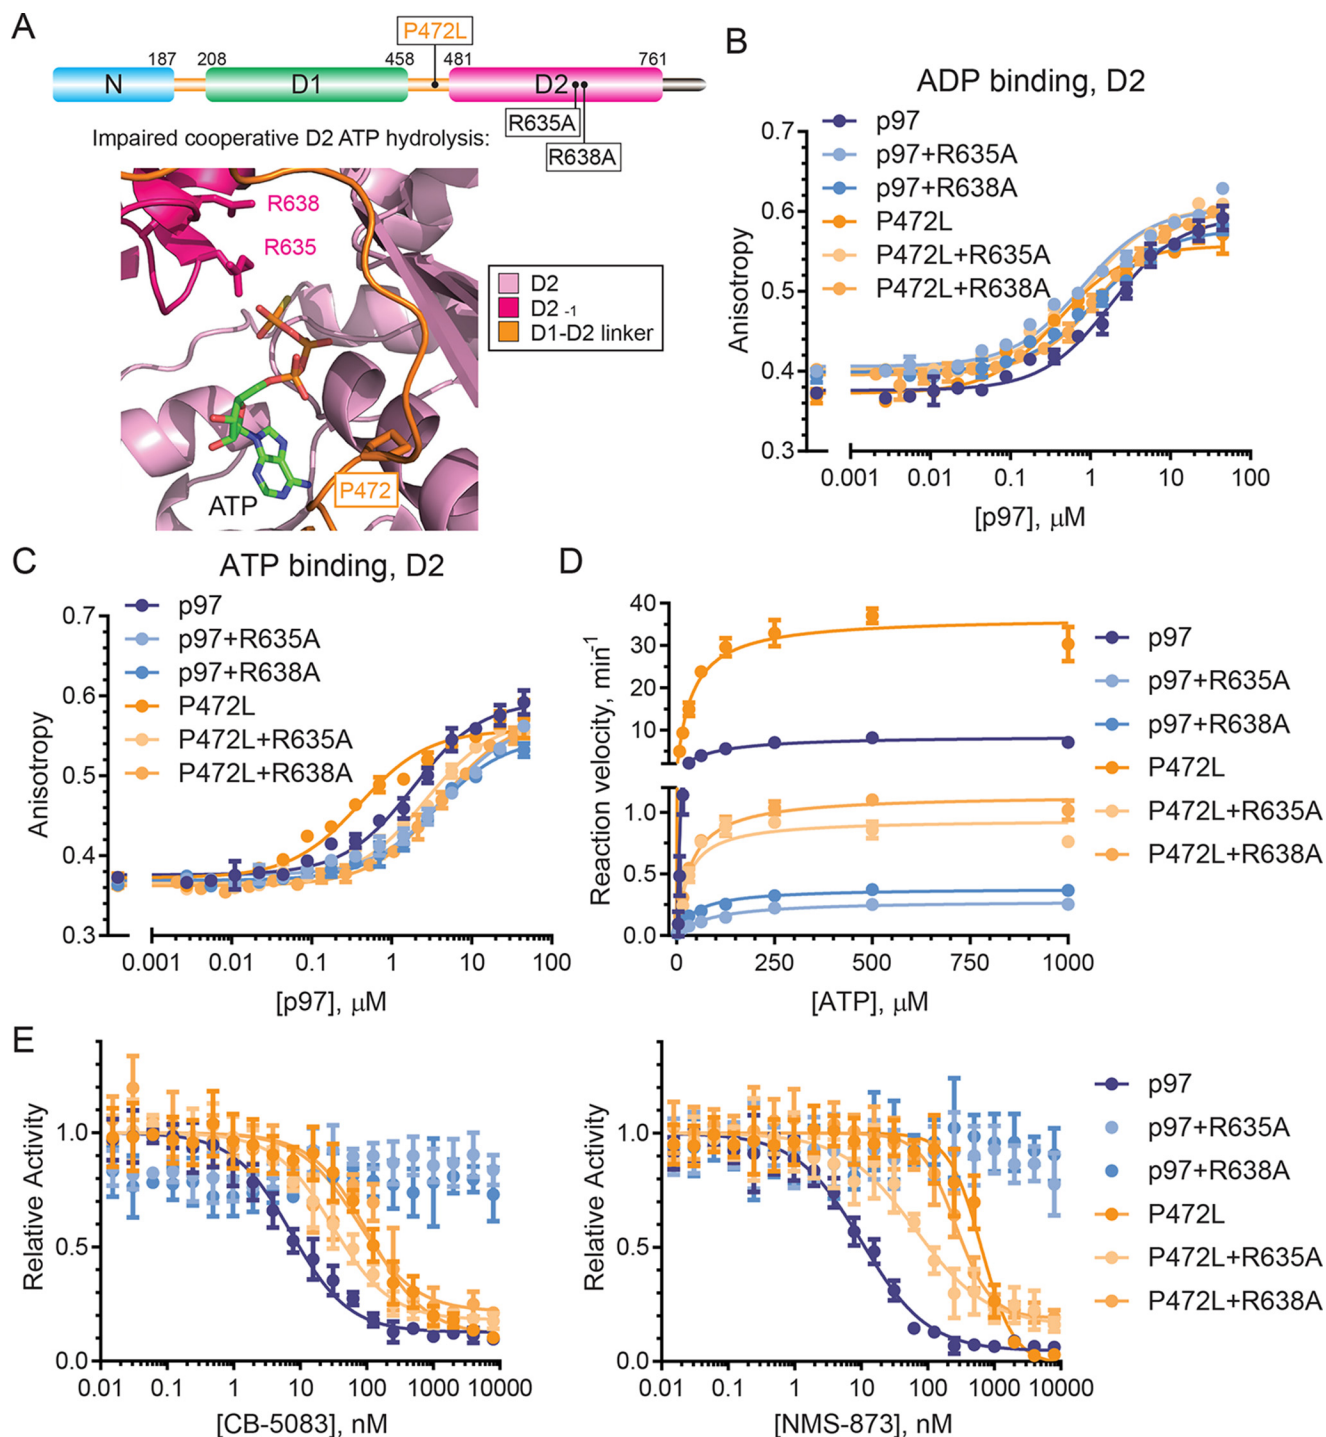 A
P472L
187 208 458 481 761
N D1 D2
R635A
R638A
Impaired cooperative D2 ATP hydrolysis:
R638
R635
ATP
P472
D2
D2 -1
D1-D2 linker
B
ADP binding, D2
p97
p97+R635A
p97+R638A
P472L
P472L+R635A
P472L+R638A
Anisotropy
0.7
0.6
0.5
0.4
0.3
0.001 0.01 0.1 1 10 100
[p97], μM
C
ATP binding, D2
p97
p97+R635A
p97+R638A
P472L
P472L+R635A
P472L+R638A
Anisotropy
0.7
0.6
0.5
0.4
0.3
0.001 0.01 0.1 1 10 100
[p97], μM
D
Reaction velocity, min-1
40
30
20
10
1.0
0.5
0.0
0 250 500 750 1000
[ATP], μM
p97
p97+R635A
p97+R638A
P472L
P472L+R635A
P472L+R638A
E
Relative Activity
1.0
0.5
0.0
0.01 0.1 1 10 100 1000 10000
[CB-5083], nM
Relative Activity
1.0
0.5
0.0
0.01 0.1 1 10 100 1000 10000
[NMS-873], nM
p97
p97+R635A
p97+R638A
P472L
P472L+R635A
P472L+R638A